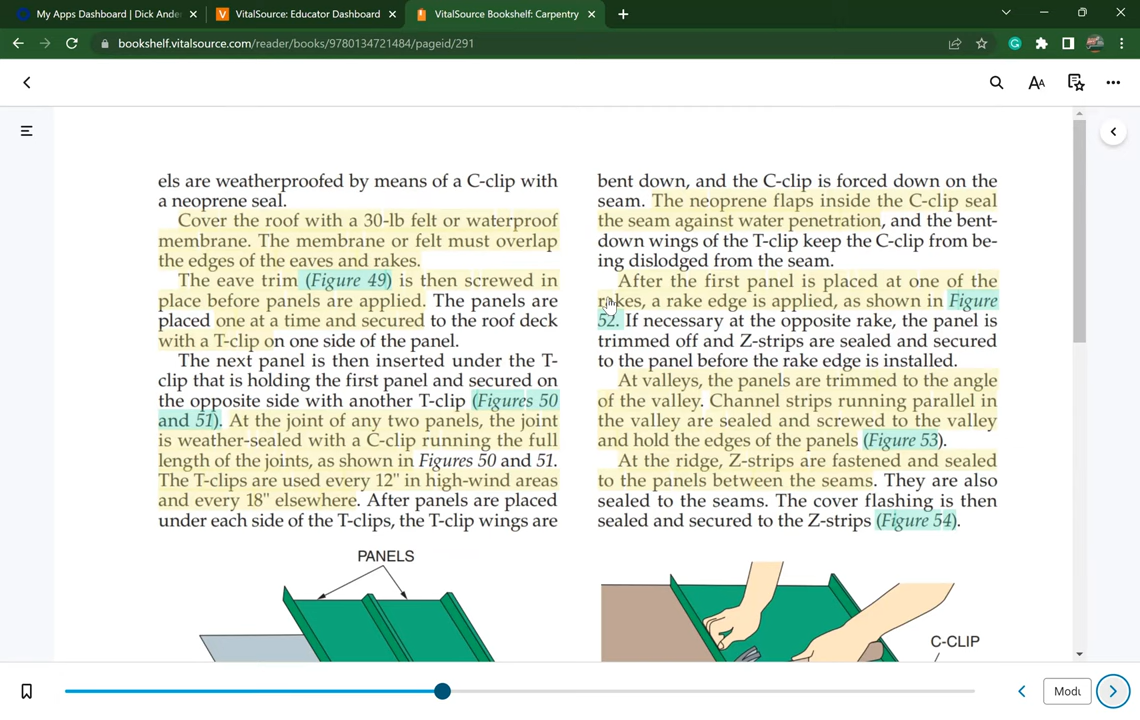 My Apps Dashboard | Dick Ander
VitalSource: Educator Dashboard
VitalSource Bookshelf: Carpentry
bookshelf.vitalsource.com/reader/books/9780134721484/pageid/291
els are weatherproofed by means of a C-clip with
a neoprene seal.
Cover the roof with a 30-lb felt or waterproof
membrane. The membrane or felt must overlap
the edges of the eaves and rakes.
The eave trim (Figure 49) is then screwed in
place before panels are applied. The panels are
placed one at a time and secured to the roof deck
with a T-clip on one side of the panel.
The next panel is then inserted under the T-
clip that is holding the first panel and secured on
the opposite side with another T-clip (Figures 50
and 51). At the joint of any two panels, the joint
is weather-sealed with a C-clip running the full
length of the joints, as shown in Figures 50 and 51.
The T-clips are used every 12" in high-wind areas
and every 18" elsewhere. After panels are placed
under each side of the T-clips, the T-clip wings are
bent down, and the C-clip is forced down on the
seam. The neoprene flaps inside the C-clip seal
the seam against water penetration, and the bent-
down wings of the T-clip keep the C-clip from be-
ing dislodged from the seam.
After the first panel is placed at one of the
rakes, a rake edge is applied, as shown in Figure
52. If necessary at the opposite rake, the panel is
trimmed off and Z-strips are sealed and secured
to the panel before the rake edge is installed.
At valleys, the panels are trimmed to the angle
of the valley. Channel strips running parallel in
the valley are sealed and screwed to the valley
and hold the edges of the panels (Figure 53).
At the ridge, Z-strips are fastened and sealed
to the panels between the seams. They are also
sealed to the seams. The cover flashing is then
sealed and secured to the Z-strips (Figure 54).
PANELS
C-CLIP
Modu